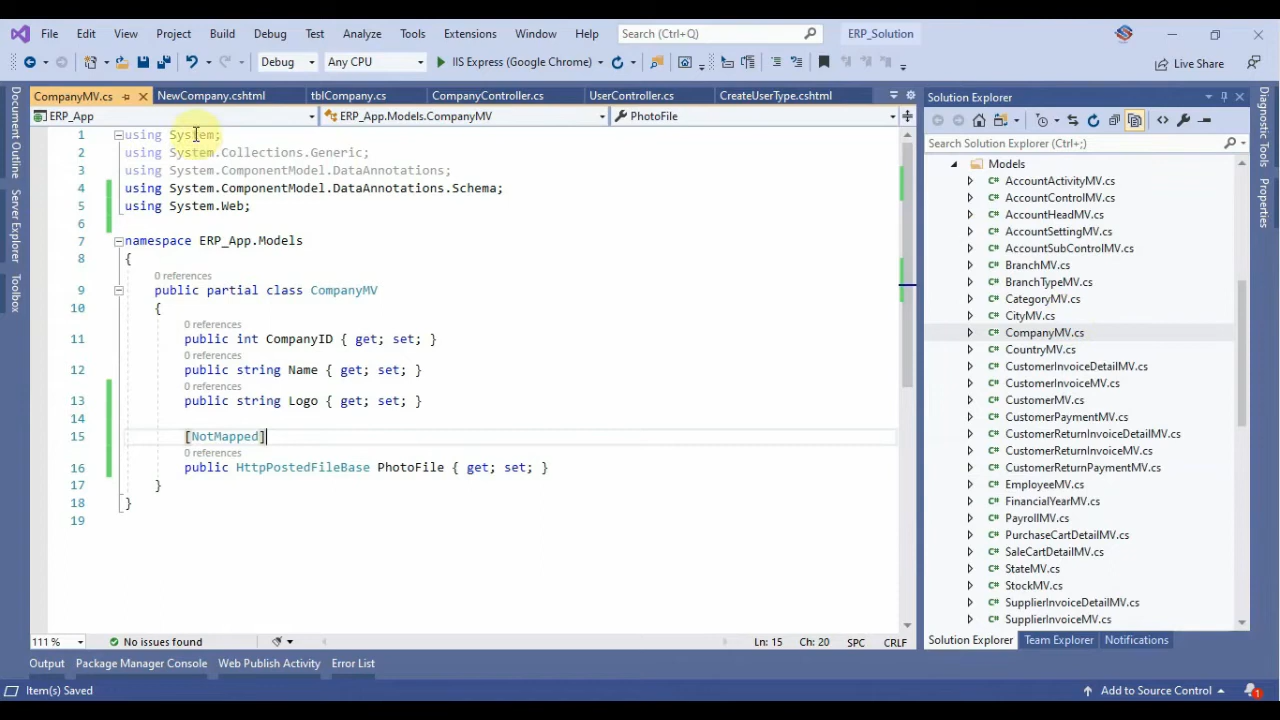 File Edit View Project Build Debug Test Analyze Tools Extensions Window Help Search (Ctrl+Q) ERP_Solution
Debug Any CPU IIS Express (Google Chrome) Live Share
CompanyMV.cs NewCompany.cshtml tblCompany.cs CompanyController.cs UserController.cs CreateUserType.cshtml
ERP_App ERP_App.Models.CompanyMV PhotoFile
Document Outline
Server Explorer
Toolbox
1 using System;
2 using System.Collections.Generic;
3 using System.ComponentModel.DataAnnotations;
4 using System.ComponentModel.DataAnnotations.Schema;
5 using System.Web;
6
7 namespace ERP_App.Models
8 {
0 references
9 public partial class CompanyMV
10 {
0 references
11 public int CompanyID { get; set; }
0 references
12 public string Name { get; set; }
0 references
13 public string Logo { get; set; }
14
15 [NotMapped]
0 references
16 public HttpPostedFileBase PhotoFile { get; set; }
17 }
18 }
19
111 % No issues found Ln: 15 Ch: 20 SPC CRLF
Solution Explorer
Search Solution Explorer (Ctrl+;)
Models
C# AccountActivityMV.cs
C# AccountControlMV.cs
C# AccountHeadMV.cs
C# AccountSettingMV.cs
C# AccountSubControlMV.cs
C# BranchMV.cs
C# BranchTypeMV.cs
C# CategoryMV.cs
C# CityMV.cs
C# CompanyMV.cs
C# CountryMV.cs
C# CustomerInvoiceDetailMV.cs
C# CustomerInvoiceMV.cs
C# CustomerMV.cs
C# CustomerPaymentMV.cs
C# CustomerReturnInvoiceDetailMV.cs
C# CustomerReturnInvoiceMV.cs
C# CustomerReturnPaymentMV.cs
C# EmployeeMV.cs
C# FinancialYearMV.cs
C# PayrollMV.cs
C# PurchaseCartDetailMV.cs
C# SaleCartDetailMV.cs
C# StateMV.cs
C# StockMV.cs
C# SupplierInvoiceDetailMV.cs
C# SupplierInvoiceMV.cs
Solution Explorer Team Explorer Notifications
Diagnostic Tools
Properties
Output Package Manager Console Web Publish Activity Error List
Item(s) Saved Add to Source Control 1